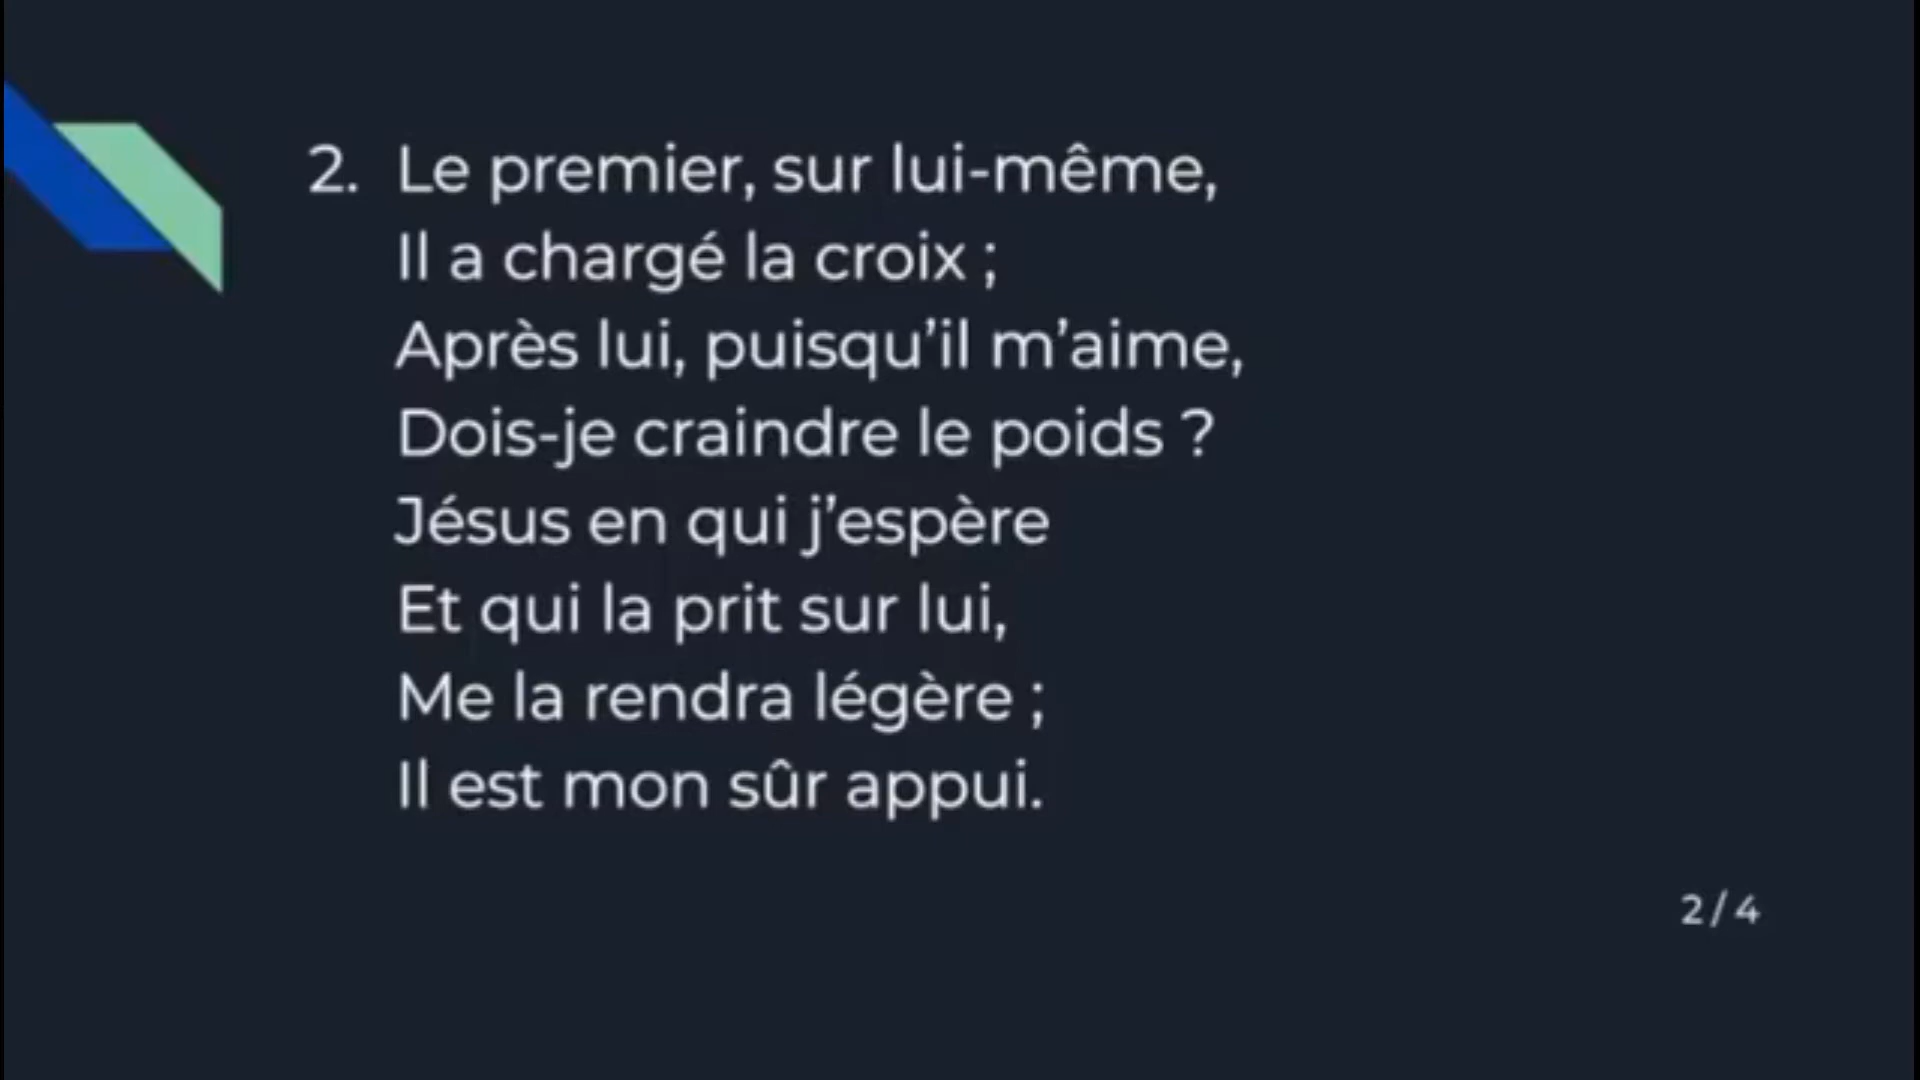 2. Le premier, sur lui-même,
Il a chargé la croix ;
Après lui, puisqu’il m’aime,
Dois-je craindre le poids ?
Jésus en qui j’espère
Et qui la prit sur lui,
Me la rendra légère ;
Il est mon sûr appui.
2 / 4